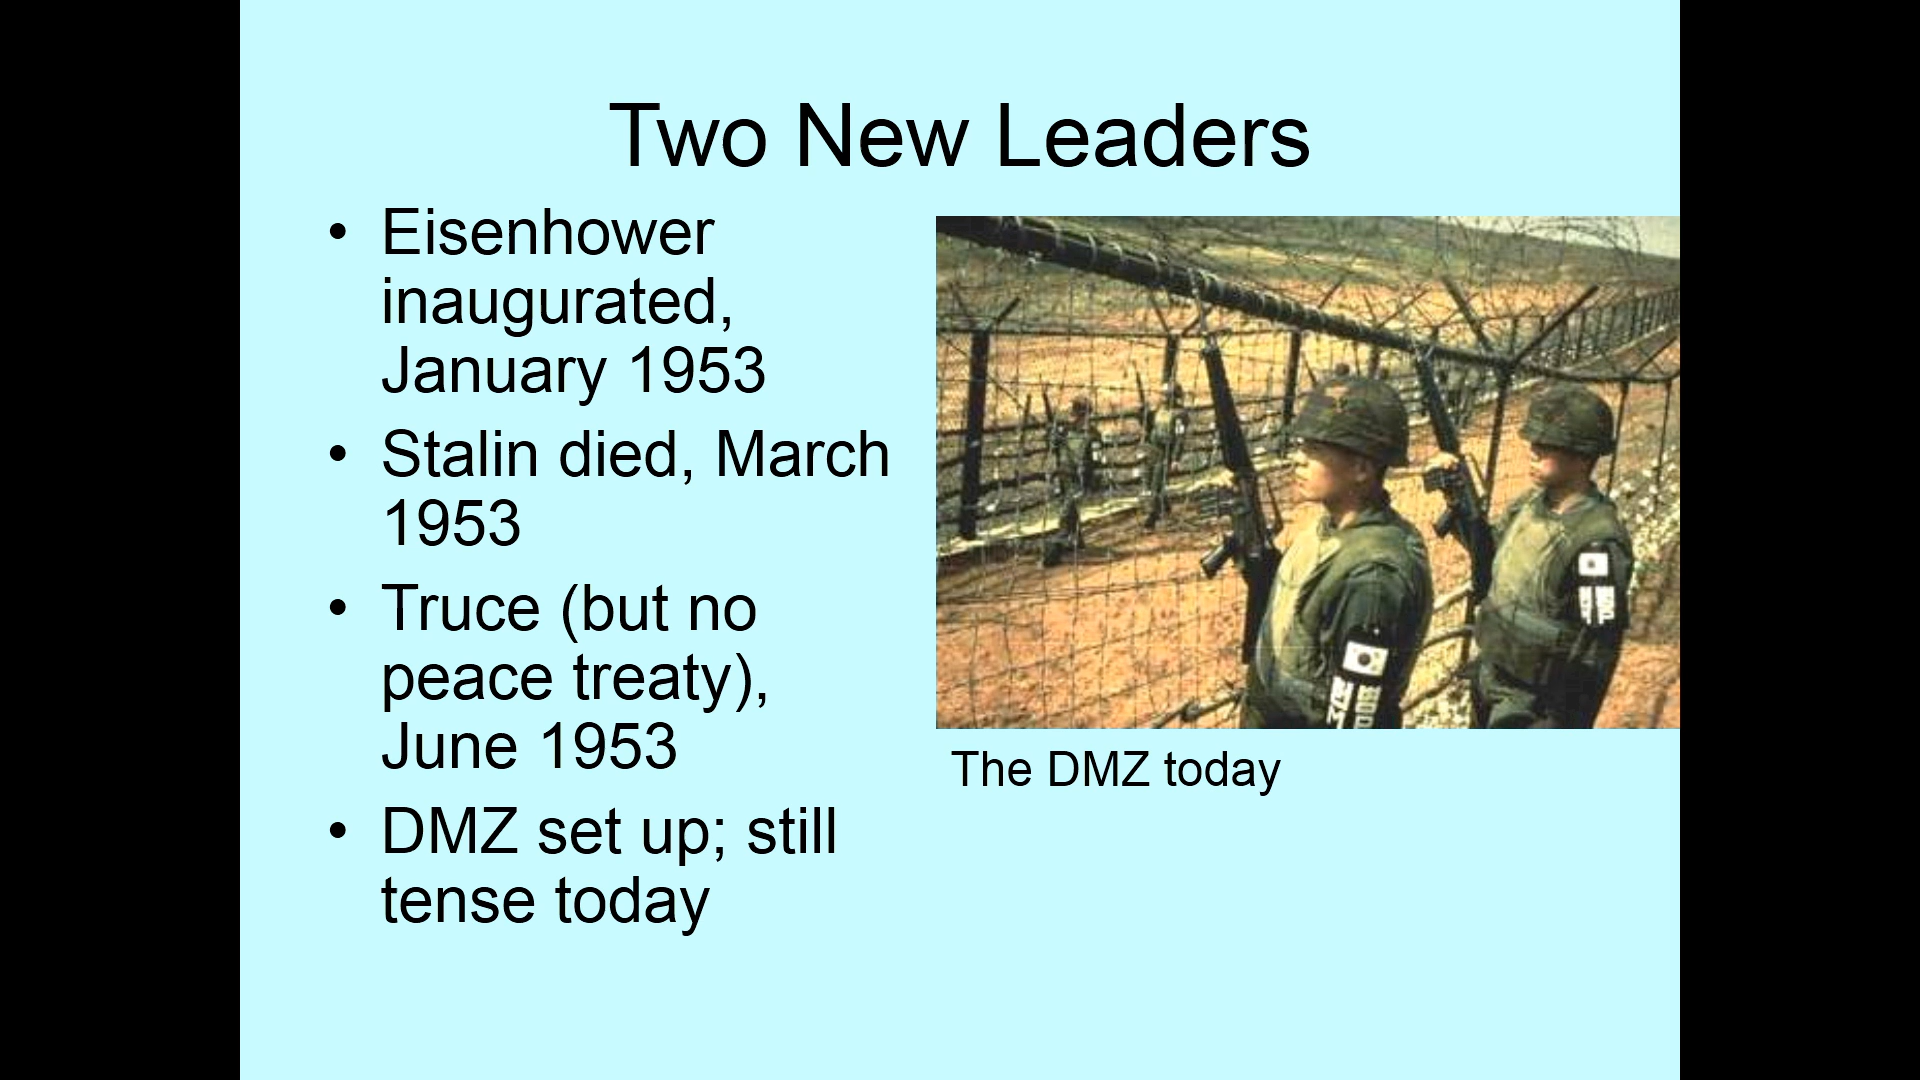 Two New Leaders
• Eisenhower
inaugurated,
January 1953
• Stalin died, March
1953
• Truce (but no
peace treaty),
June 1953
• DMZ set up; still
tense today
The DMZ today